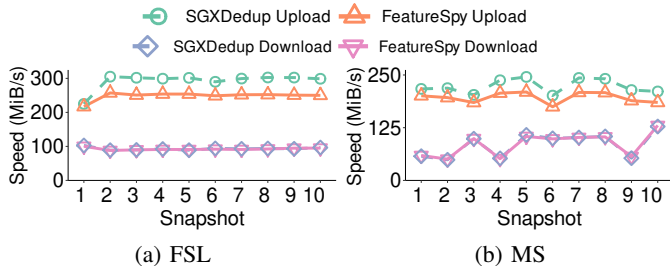 SGXDedup Upload FeatureSpy Upload
SGXDedup Download FeatureSpy Download
Speed (MiB/s)
300
200
100
0
1 2 3 4 5 6 7 8 9 10
Snapshot
(a) FSL
Speed (MiB/s)
250
125
0
1 2 3 4 5 6 7 8 9 10
Snapshot
(b) MS